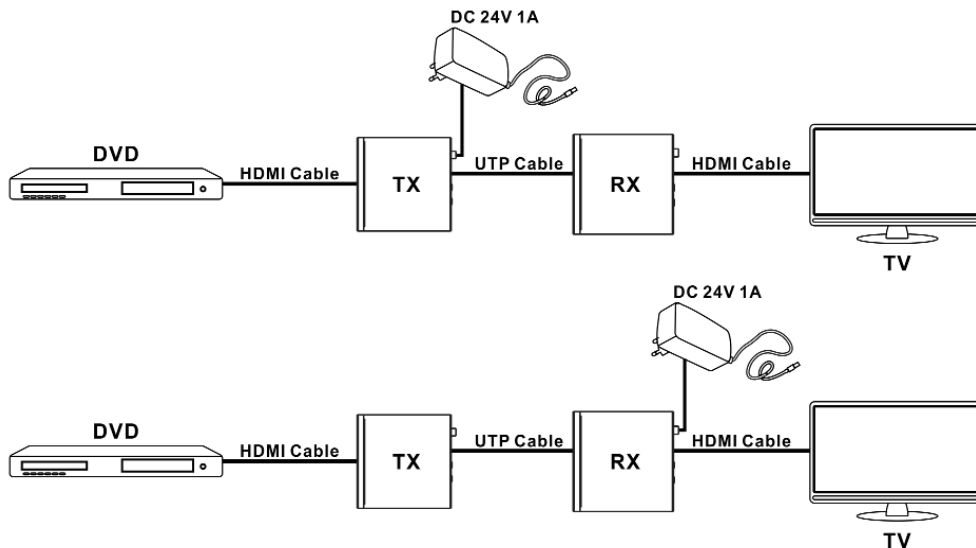 DC 24V 1A
DVD
HDMI Cable
TX
UTP Cable
RX
HDMI Cable
TV
DC 24V 1A
DVD
HDMI Cable
TX
UTP Cable
RX
HDMI Cable
TV